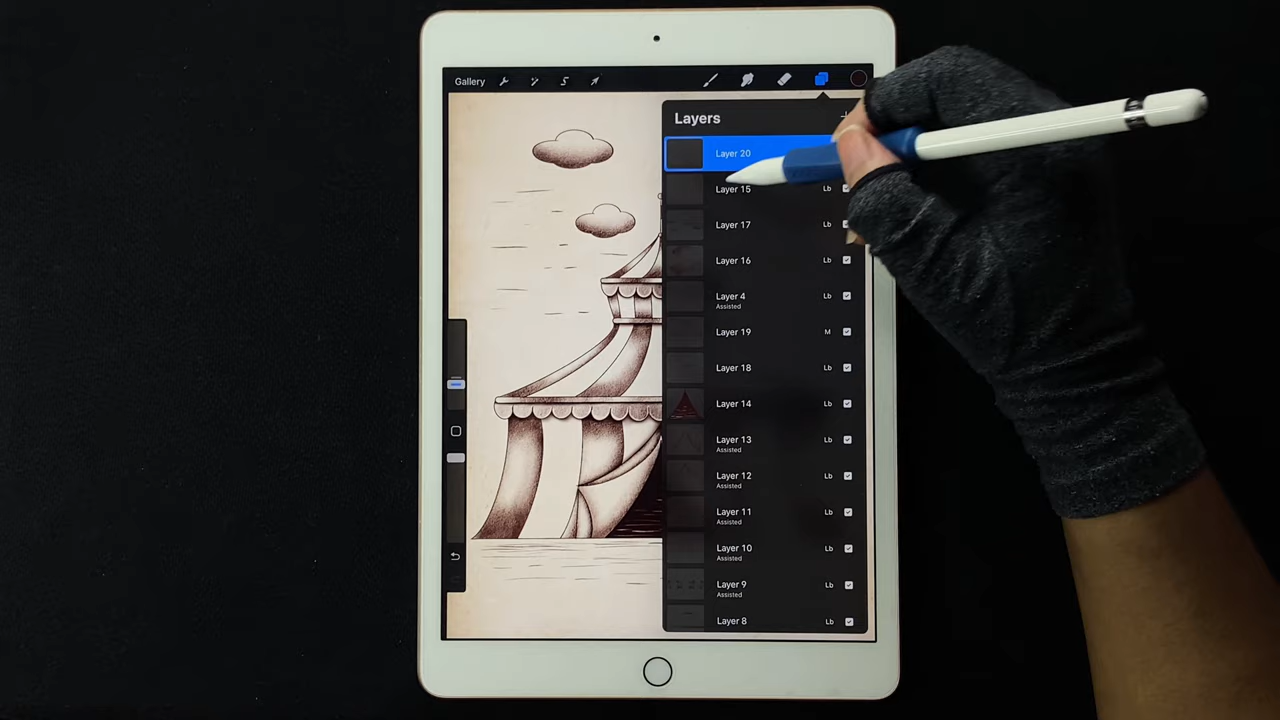 Gallery
Layers
Layer 20
Layer 15 Lb
Layer 17 Lb
Layer 16 Lb
Layer 4 Lb
Assisted
Layer 19 M
Layer 18 Lb
Layer 14 Lb
Layer 13 Lb
Assisted
Layer 12 Lb
Assisted
Layer 11 Lb
Assisted
Layer 10 Lb
Assisted
Layer 9 Lb
Assisted
Layer 8 Lb